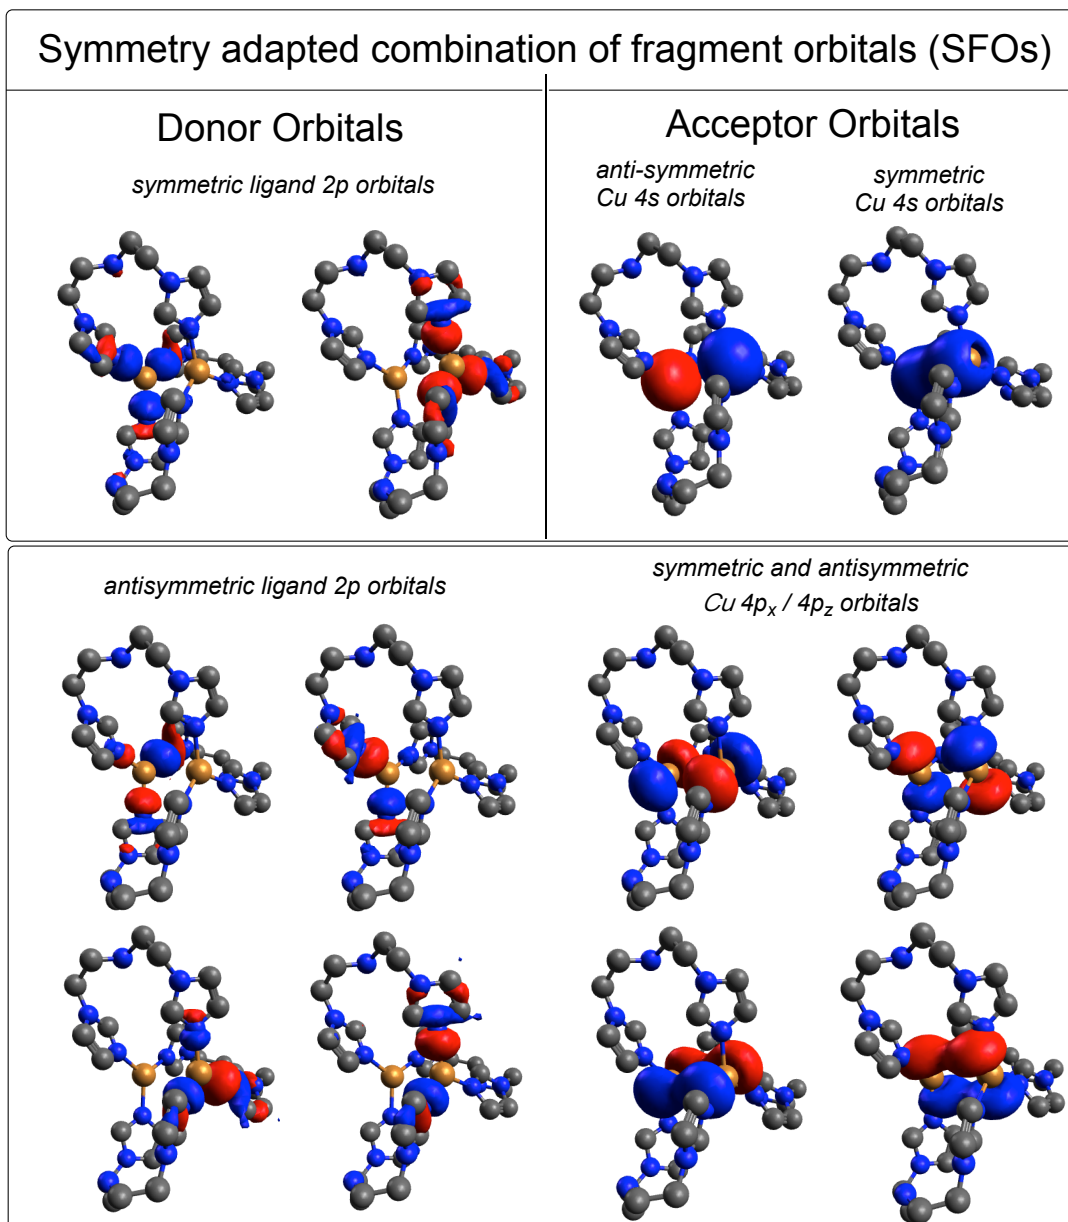 Symmetry adapted combination of fragment orbitals (SFOs)
Donor Orbitals
symmetric ligand 2p orbitals
Acceptor Orbitals
anti-symmetric
Cu 4s orbitals
symmetric
Cu 4s orbitals
antisymmetric ligand 2p orbitals
symmetric and antisymmetric
Cu 4px / 4pz orbitals